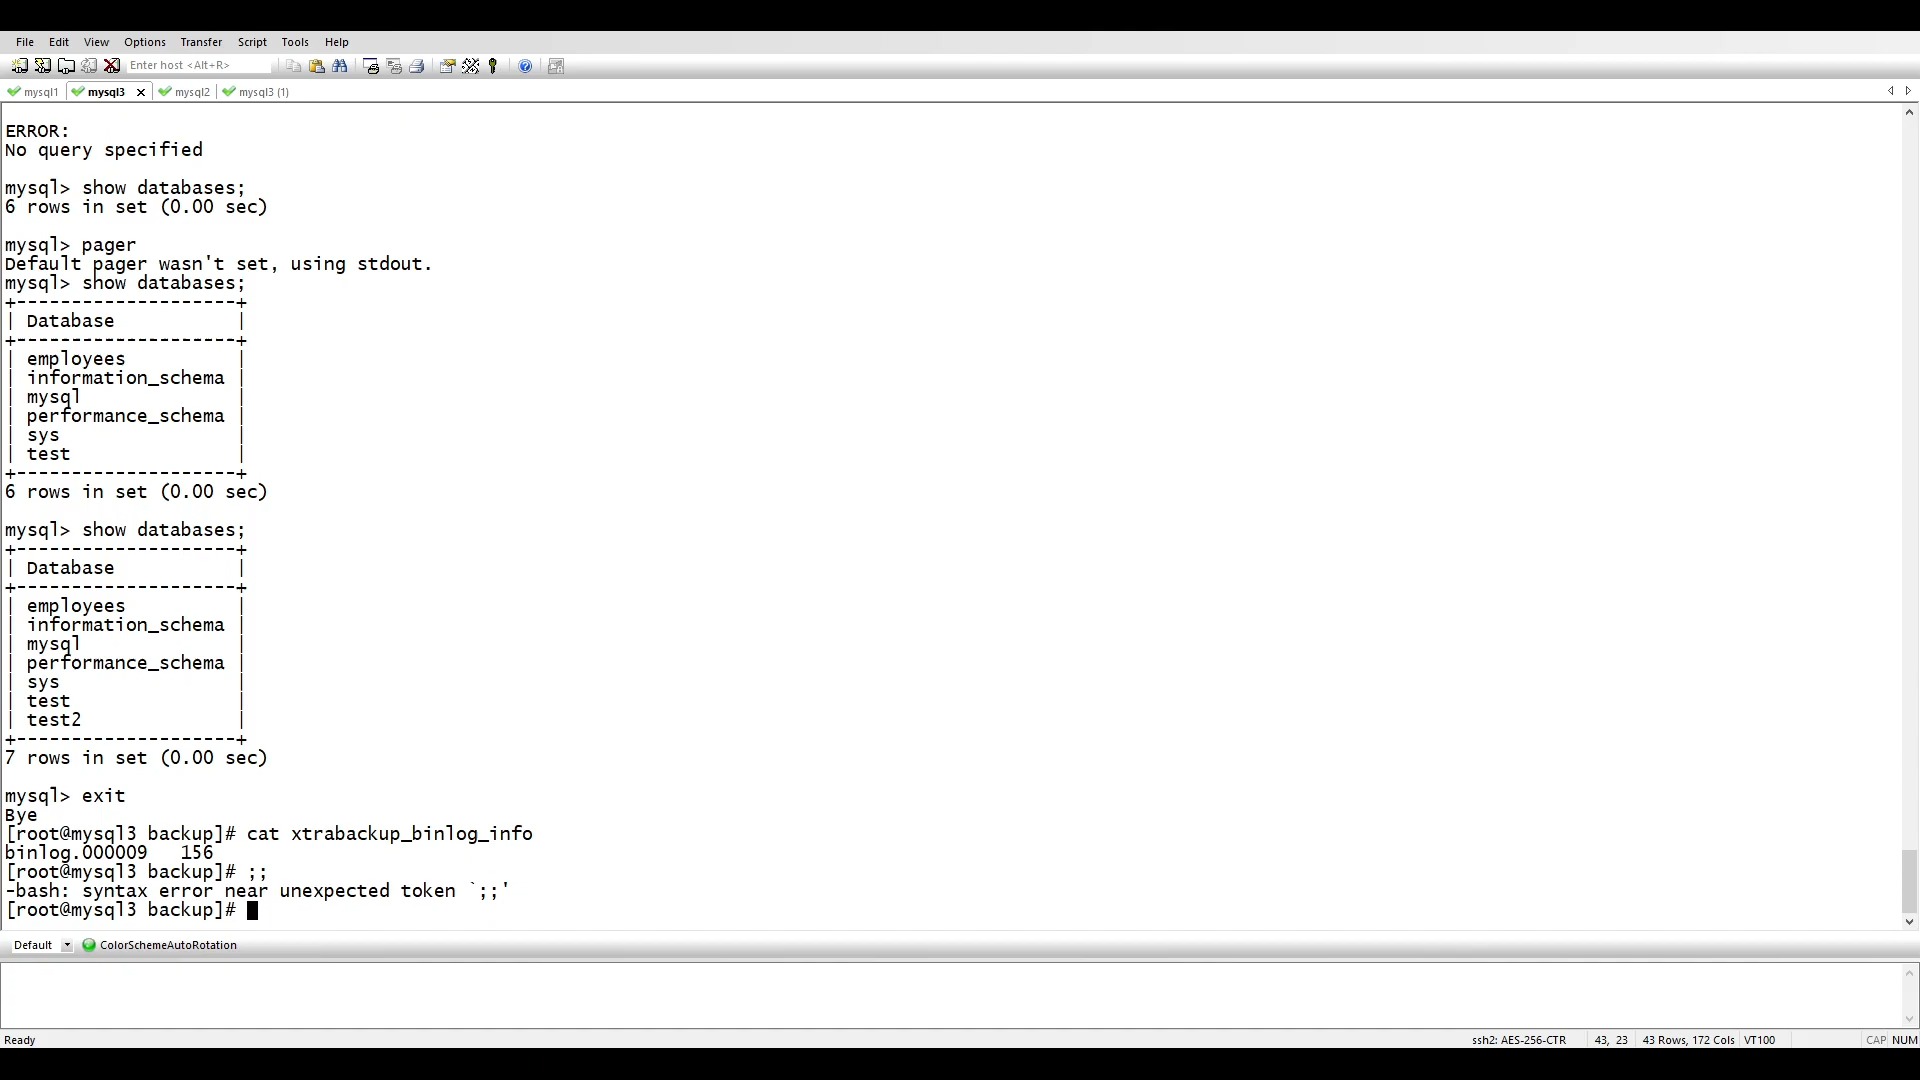 File Edit View Options Transfer Script Tools Help
Enter host <Alt+R>
mysql1 mysql3 mysql2 mysql3 (1)
ERROR:
No query specified
mysql> show databases;
6 rows in set (0.00 sec)
mysql> pager
Default pager wasn't set, using stdout.
mysql> show databases;
+--------------------+
| Database           |
+--------------------+
| employees          |
| information_schema |
| mysql              |
| performance_schema |
| sys                |
| test               |
+--------------------+
6 rows in set (0.00 sec)
mysql> show databases;
+--------------------+
| Database           |
+--------------------+
| employees          |
| information_schema |
| mysql              |
| performance_schema |
| sys                |
| test               |
| test2              |
+--------------------+
7 rows in set (0.00 sec)
mysql> exit
Bye
[root@mysql3 backup]# cat xtrabackup_binlog_info
binlog.000009   156
[root@mysql3 backup]# ;;
-bash: syntax error near unexpected token `;;'
[root@mysql3 backup]#
Default ColorSchemeAutoRotation
Ready ssh2: AES-256-CTR 43, 23 43 Rows, 172 Cols VT100 CAP NUM